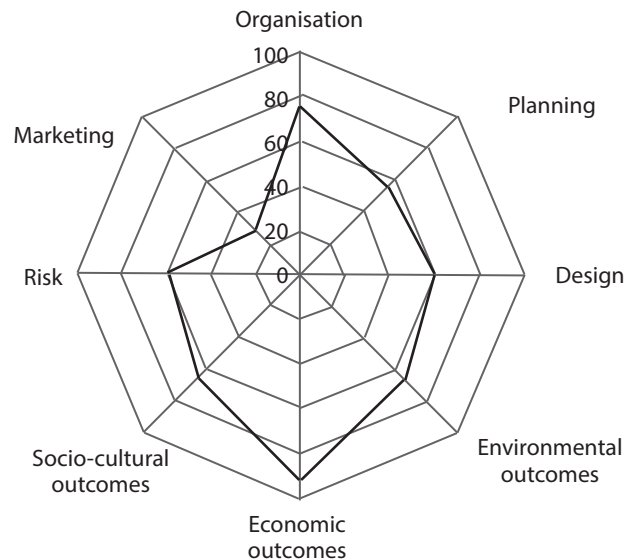 Organisation
100
80
60
40
20
0
Planning
Marketing
Risk
Design
Socio-cultural
outcomes
Environmental
outcomes
Economic
outcomes